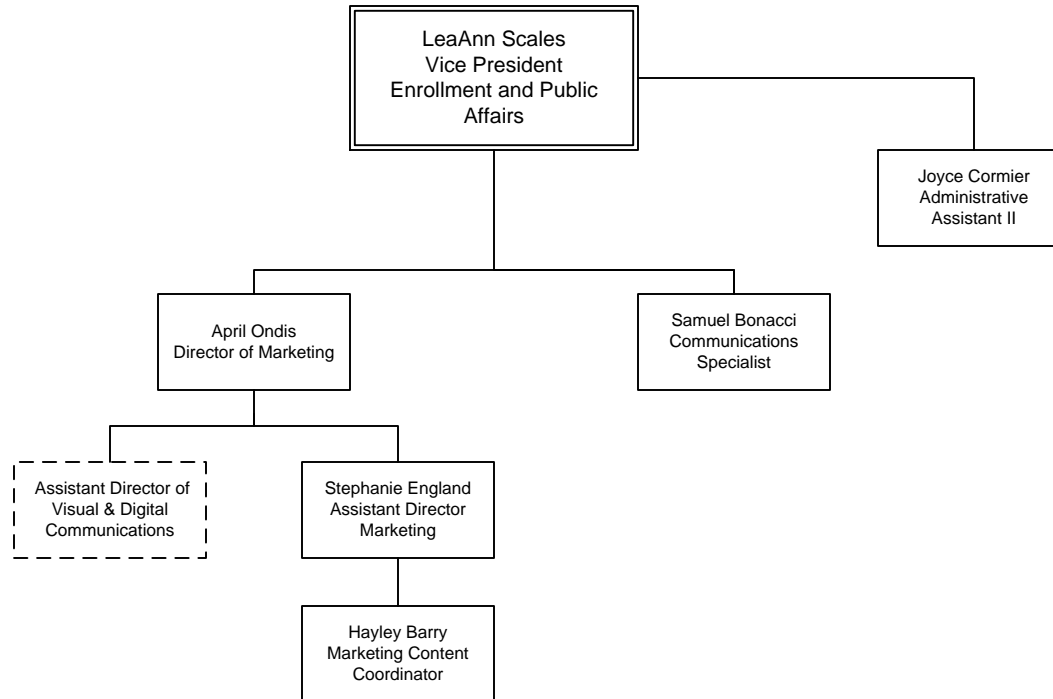 LeaAnn Scales
Vice President
Enrollment and Public
Affairs
Joyce Cormier
Administrative
Assistant II
April Ondis
Director of Marketing
Samuel Bonacci
Communications
Specialist
Assistant Director of
Visual & Digital
Communications
Stephanie England
Assistant Director
Marketing
Hayley Barry
Marketing Content
Coordinator